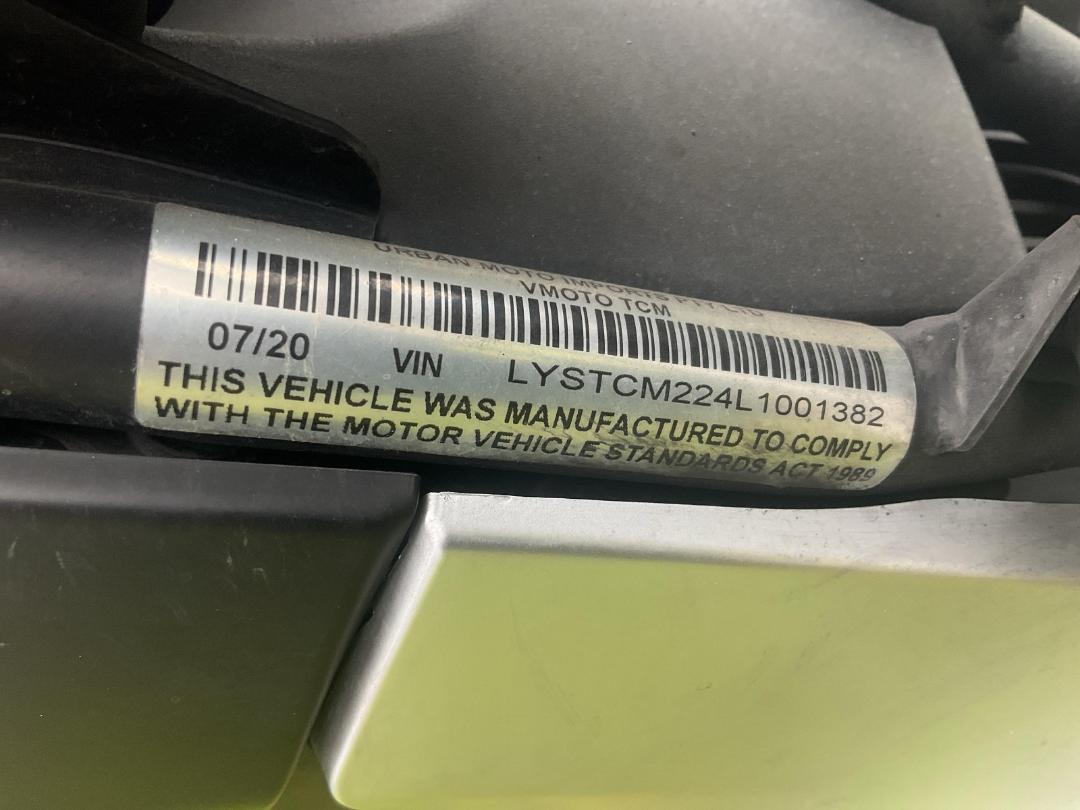 URBAN MOTO IMPORTS PTY LTD
VMOTO TCM
07/20 VIN LYSTCM224L1001382
THIS VEHICLE WAS MANUFACTURED TO COMPLY
WITH THE MOTOR VEHICLE STANDARDS ACT 1989